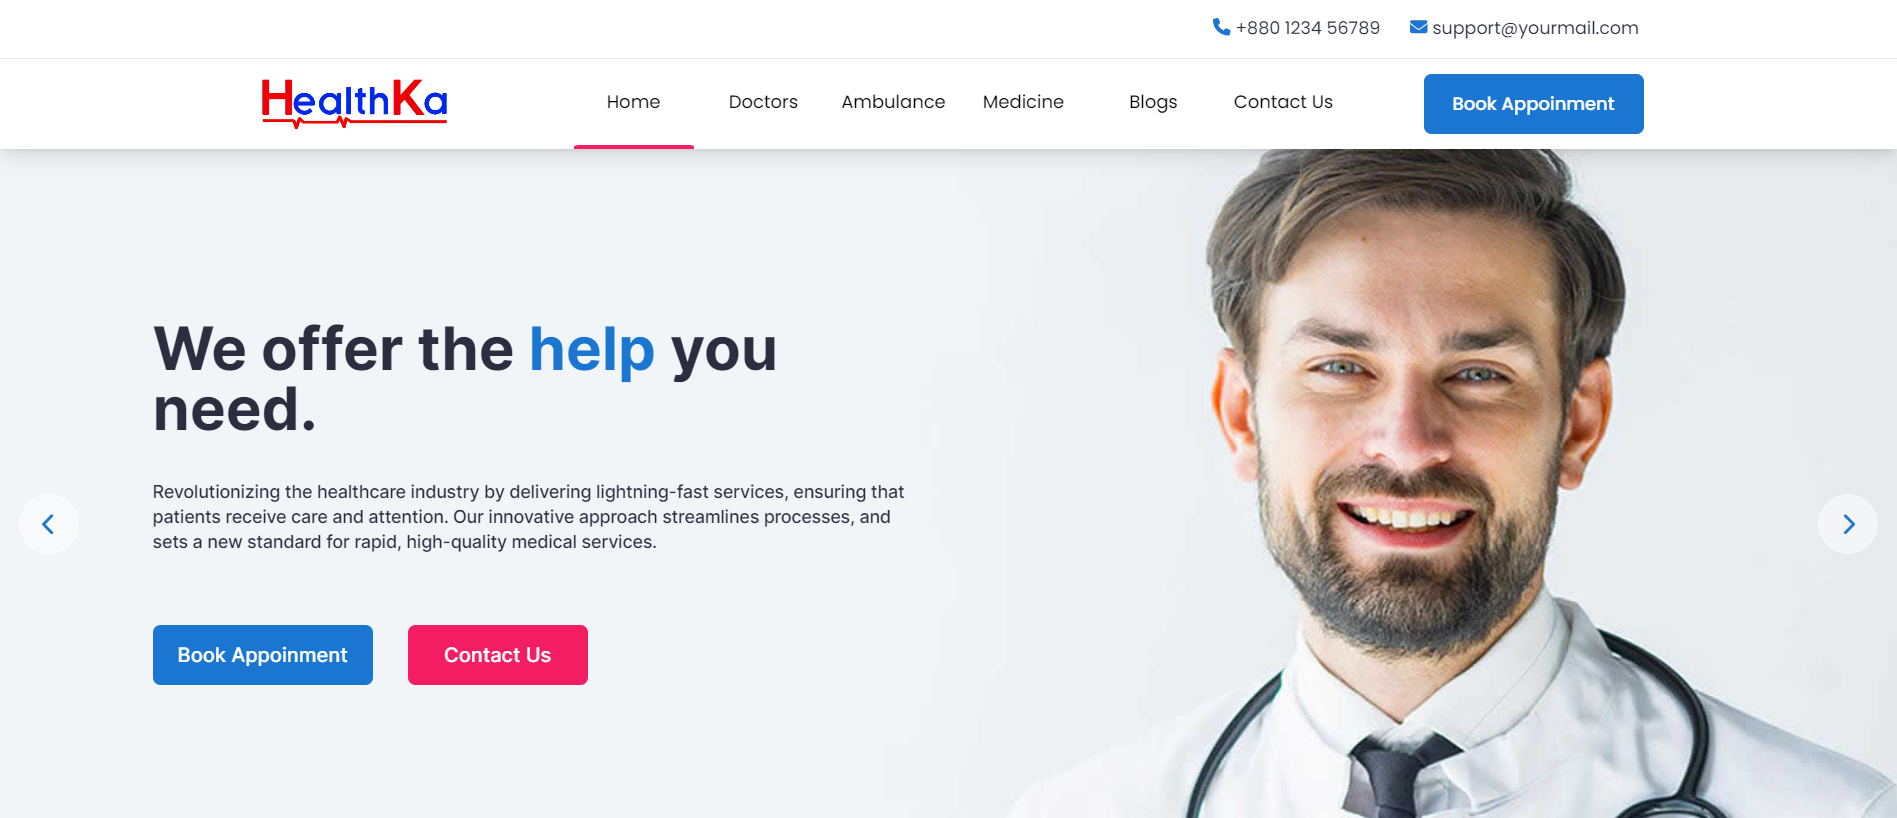 +880 1234 56789 support@yourmail.com
HealthKa Home Doctors Ambulance Medicine Blogs Contact Us Book Appoinment
We offer the help you
need.
Revolutionizing the healthcare industry by delivering lightning-fast services, ensuring that
patients receive care and attention. Our innovative approach streamlines processes, and
sets a new standard for rapid, high-quality medical services.
Book Appoinment Contact Us